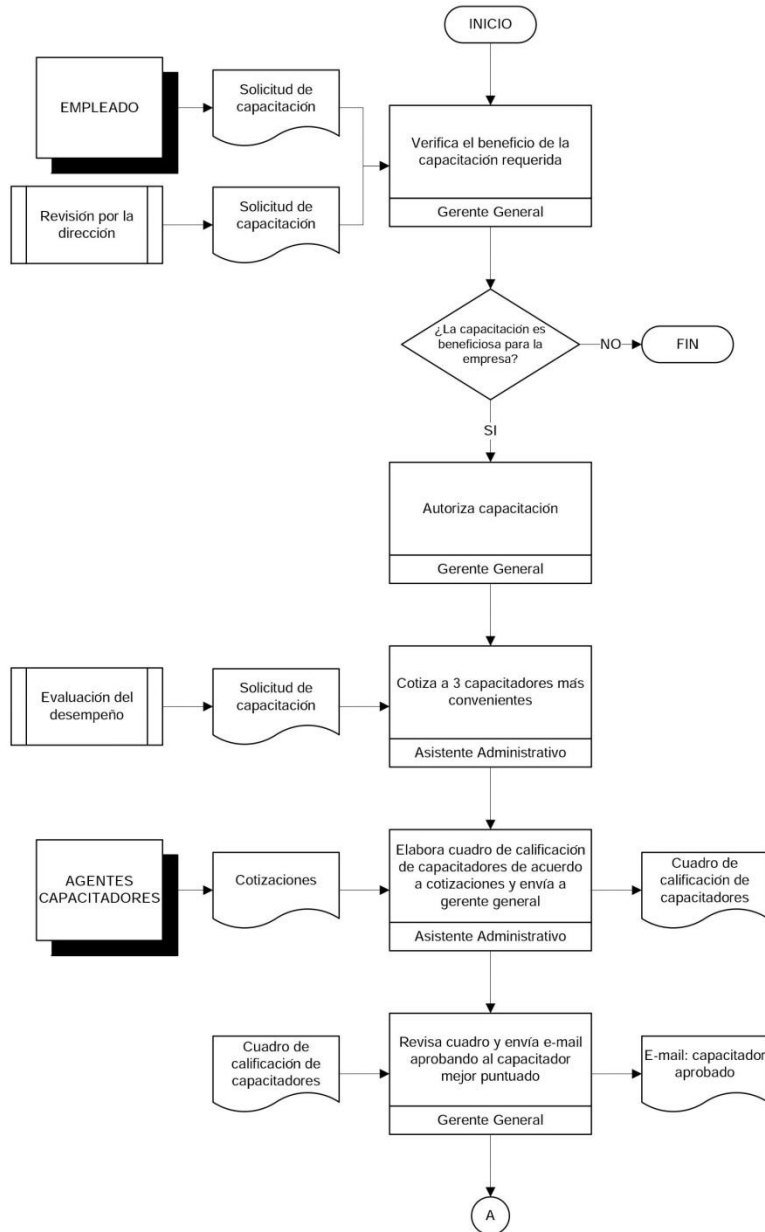 INICIO
EMPLEADO
Solicitud de
capacitación
Verifica el beneficio de la
capacitación requerida
Gerente General
Revisión por la
dirección
Solicitud de
capacitación
¿La capacitación es
beneficiosa para la
empresa?
NO
FIN
SI
Autoriza capacitación
Gerente General
Evaluación del
desempeño
Solicitud de
capacitación
Cotiza a 3 capacitadores más
convenientes
Asistente Administrativo
AGENTES
CAPACITADORES
Cotizaciones
Elabora cuadro de calificación
de capacitadores de acuerdo
a cotizaciones y envía a
gerente general
Asistente Administrativo
Cuadro de
calificación de
capacitadores
Cuadro de
calificación de
capacitadores
Revisa cuadro y envía e-mail
aprobando al capacitador
mejor puntuado
Gerente General
E-mail: capacitador
aprobado
A